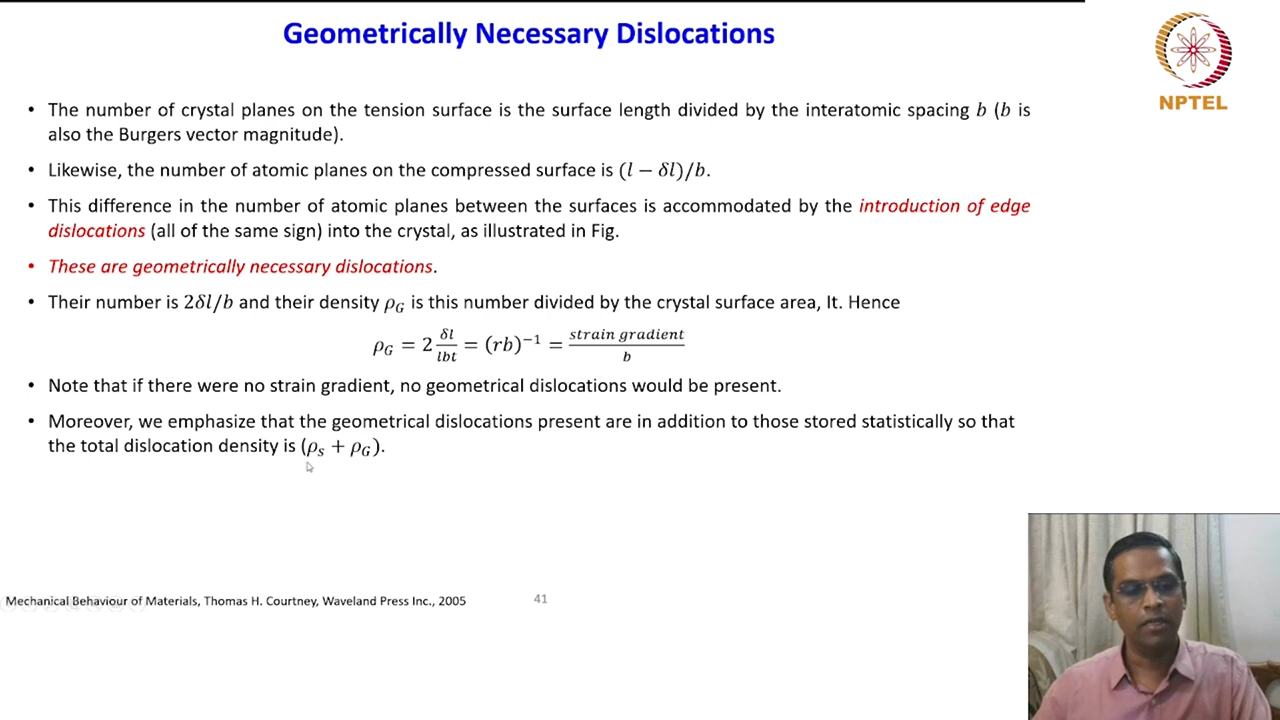 Geometrically Necessary Dislocations
NPTEL
• The number of crystal planes on the tension surface is the surface length divided by the interatomic spacing b (b is
also the Burgers vector magnitude).
• Likewise, the number of atomic planes on the compressed surface is (l − δl)/b.
• This difference in the number of atomic planes between the surfaces is accommodated by the introduction of edge
dislocations (all of the same sign) into the crystal, as illustrated in Fig.
• These are geometrically necessary dislocations.
• Their number is 2δl/b and their density ρG is this number divided by the crystal surface area, lt. Hence
ρG = 2 δl/lbt = (rb)⁻¹ = strain gradient/b
• Note that if there were no strain gradient, no geometrical dislocations would be present.
• Moreover, we emphasize that the geometrical dislocations present are in addition to those stored statistically so that
the total dislocation density is (ρs + ρG).
Mechanical Behaviour of Materials, Thomas H. Courtney, Waveland Press Inc., 2005
41